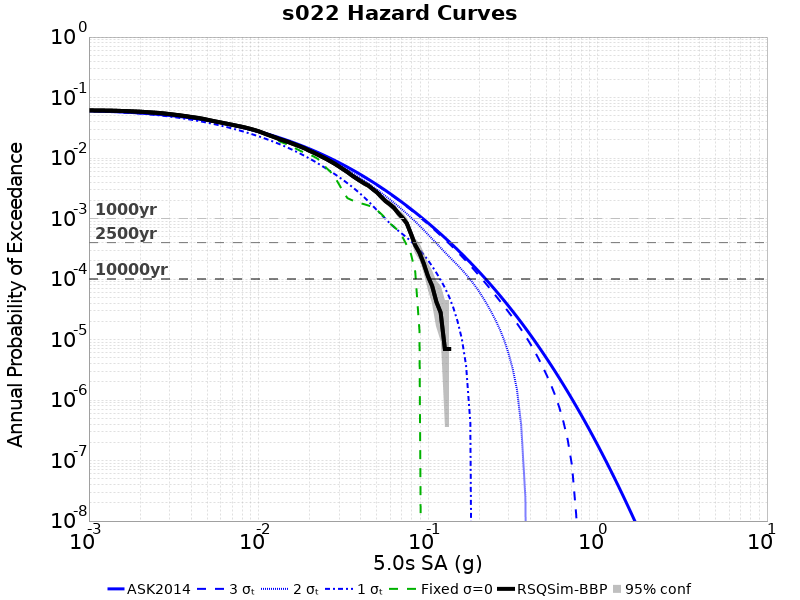 s022 Hazard Curves
Annual Probability of Exceedance
10^0
10^-1
10^-2
10^-3
10^-4
10^-5
10^-6
10^-7
10^-8
1000yr
2500yr
10000yr
10^-3 10^-2 10^-1 10^0 10^1
5.0s SA (g)
ASK2014 3 σₜ 2 σₜ 1 σₜ Fixed σ=0 RSQSim-BBP 95% conf